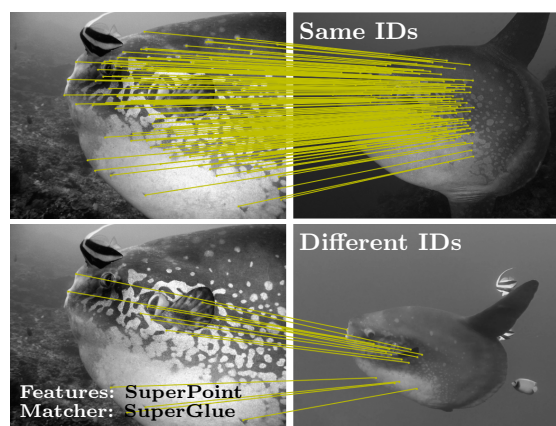 Same IDs
Different IDs
Features: SuperPoint
Matcher: SuperGlue